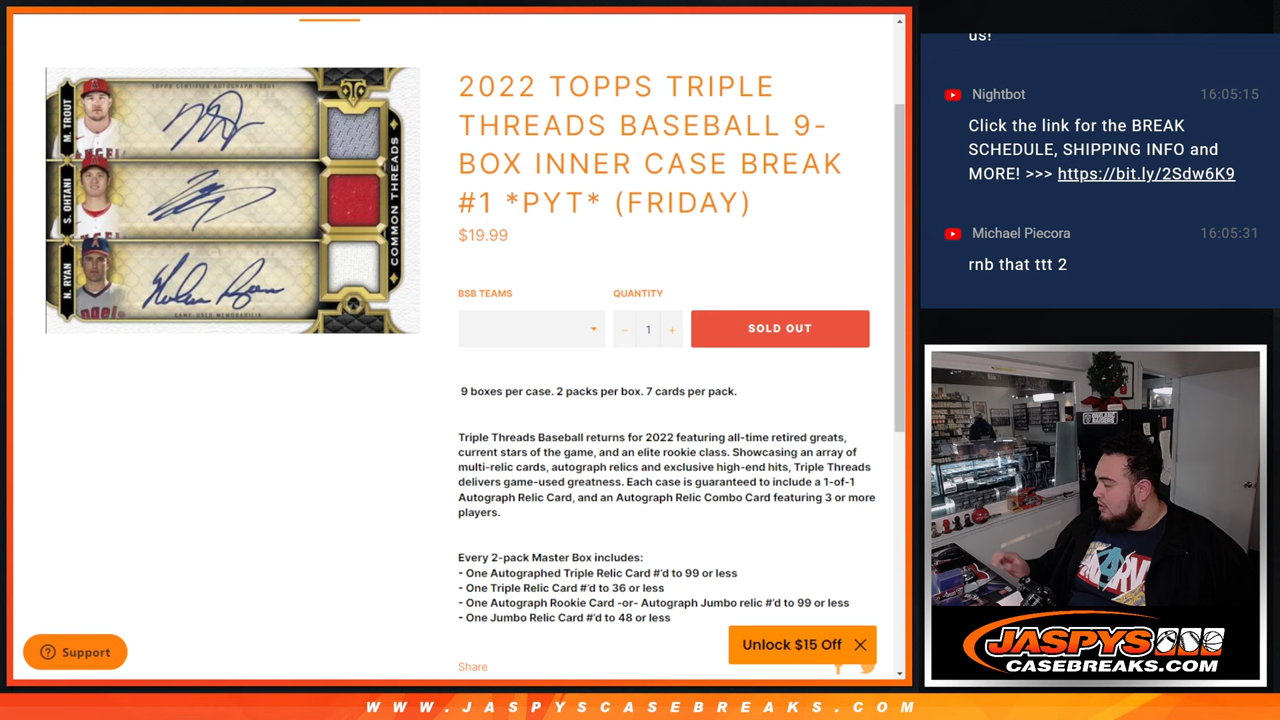 M. TROUT
S. OHTANI
N. RYAN
TOPPS CERTIFIED AUTOGRAPH ISSUE
COMMON THREADS
GAME-USED MEMORABILIA
2022 TOPPS TRIPLE
THREADS BASEBALL 9-
BOX INNER CASE BREAK
#1 *PYT* (FRIDAY)
$19.99
BSB TEAMS
QUANTITY
− 1 +
SOLD OUT
9 boxes per case. 2 packs per box. 7 cards per pack.
Triple Threads Baseball returns for 2022 featuring all-time retired greats,
current stars of the game, and an elite rookie class. Showcasing an array of
multi-relic cards, autograph relics and exclusive high-end hits, Triple Threads
delivers game-used greatness. Each case is guaranteed to include a 1-of-1
Autograph Relic Card, and an Autograph Relic Combo Card featuring 3 or more
players.
Every 2-pack Master Box includes:
- One Autographed Triple Relic Card #'d to 99 or less
- One Triple Relic Card #'d to 36 or less
- One Autograph Rookie Card -or- Autograph Jumbo relic #'d to 99 or less
- One Jumbo Relic Card #'d to 48 or less
Share
Support
Unlock $15 Off
us!
Nightbot 16:05:15
Click the link for the BREAK
SCHEDULE, SHIPPING INFO and
MORE! >>> https://bit.ly/2Sdw6K9
Michael Piecora 16:05:31
rnb that ttt 2
JASPYS
CASEBREAKS.COM
WWW.JASPYSCASEBREAKS.COM